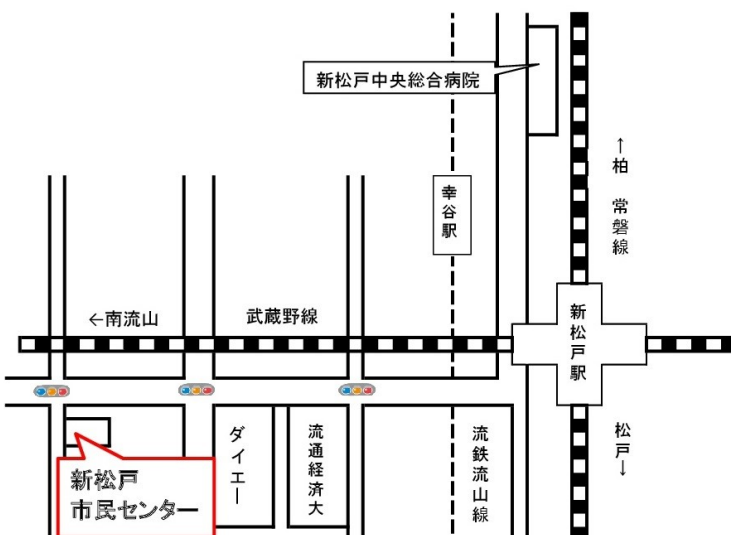 新松戸中央総合病院
↑柏 常磐線
幸谷駅
←南流山
武蔵野線
新松戸駅
ダイエー
流通経済大
流鉄流山線
松戸↓
新松戸
市民センター